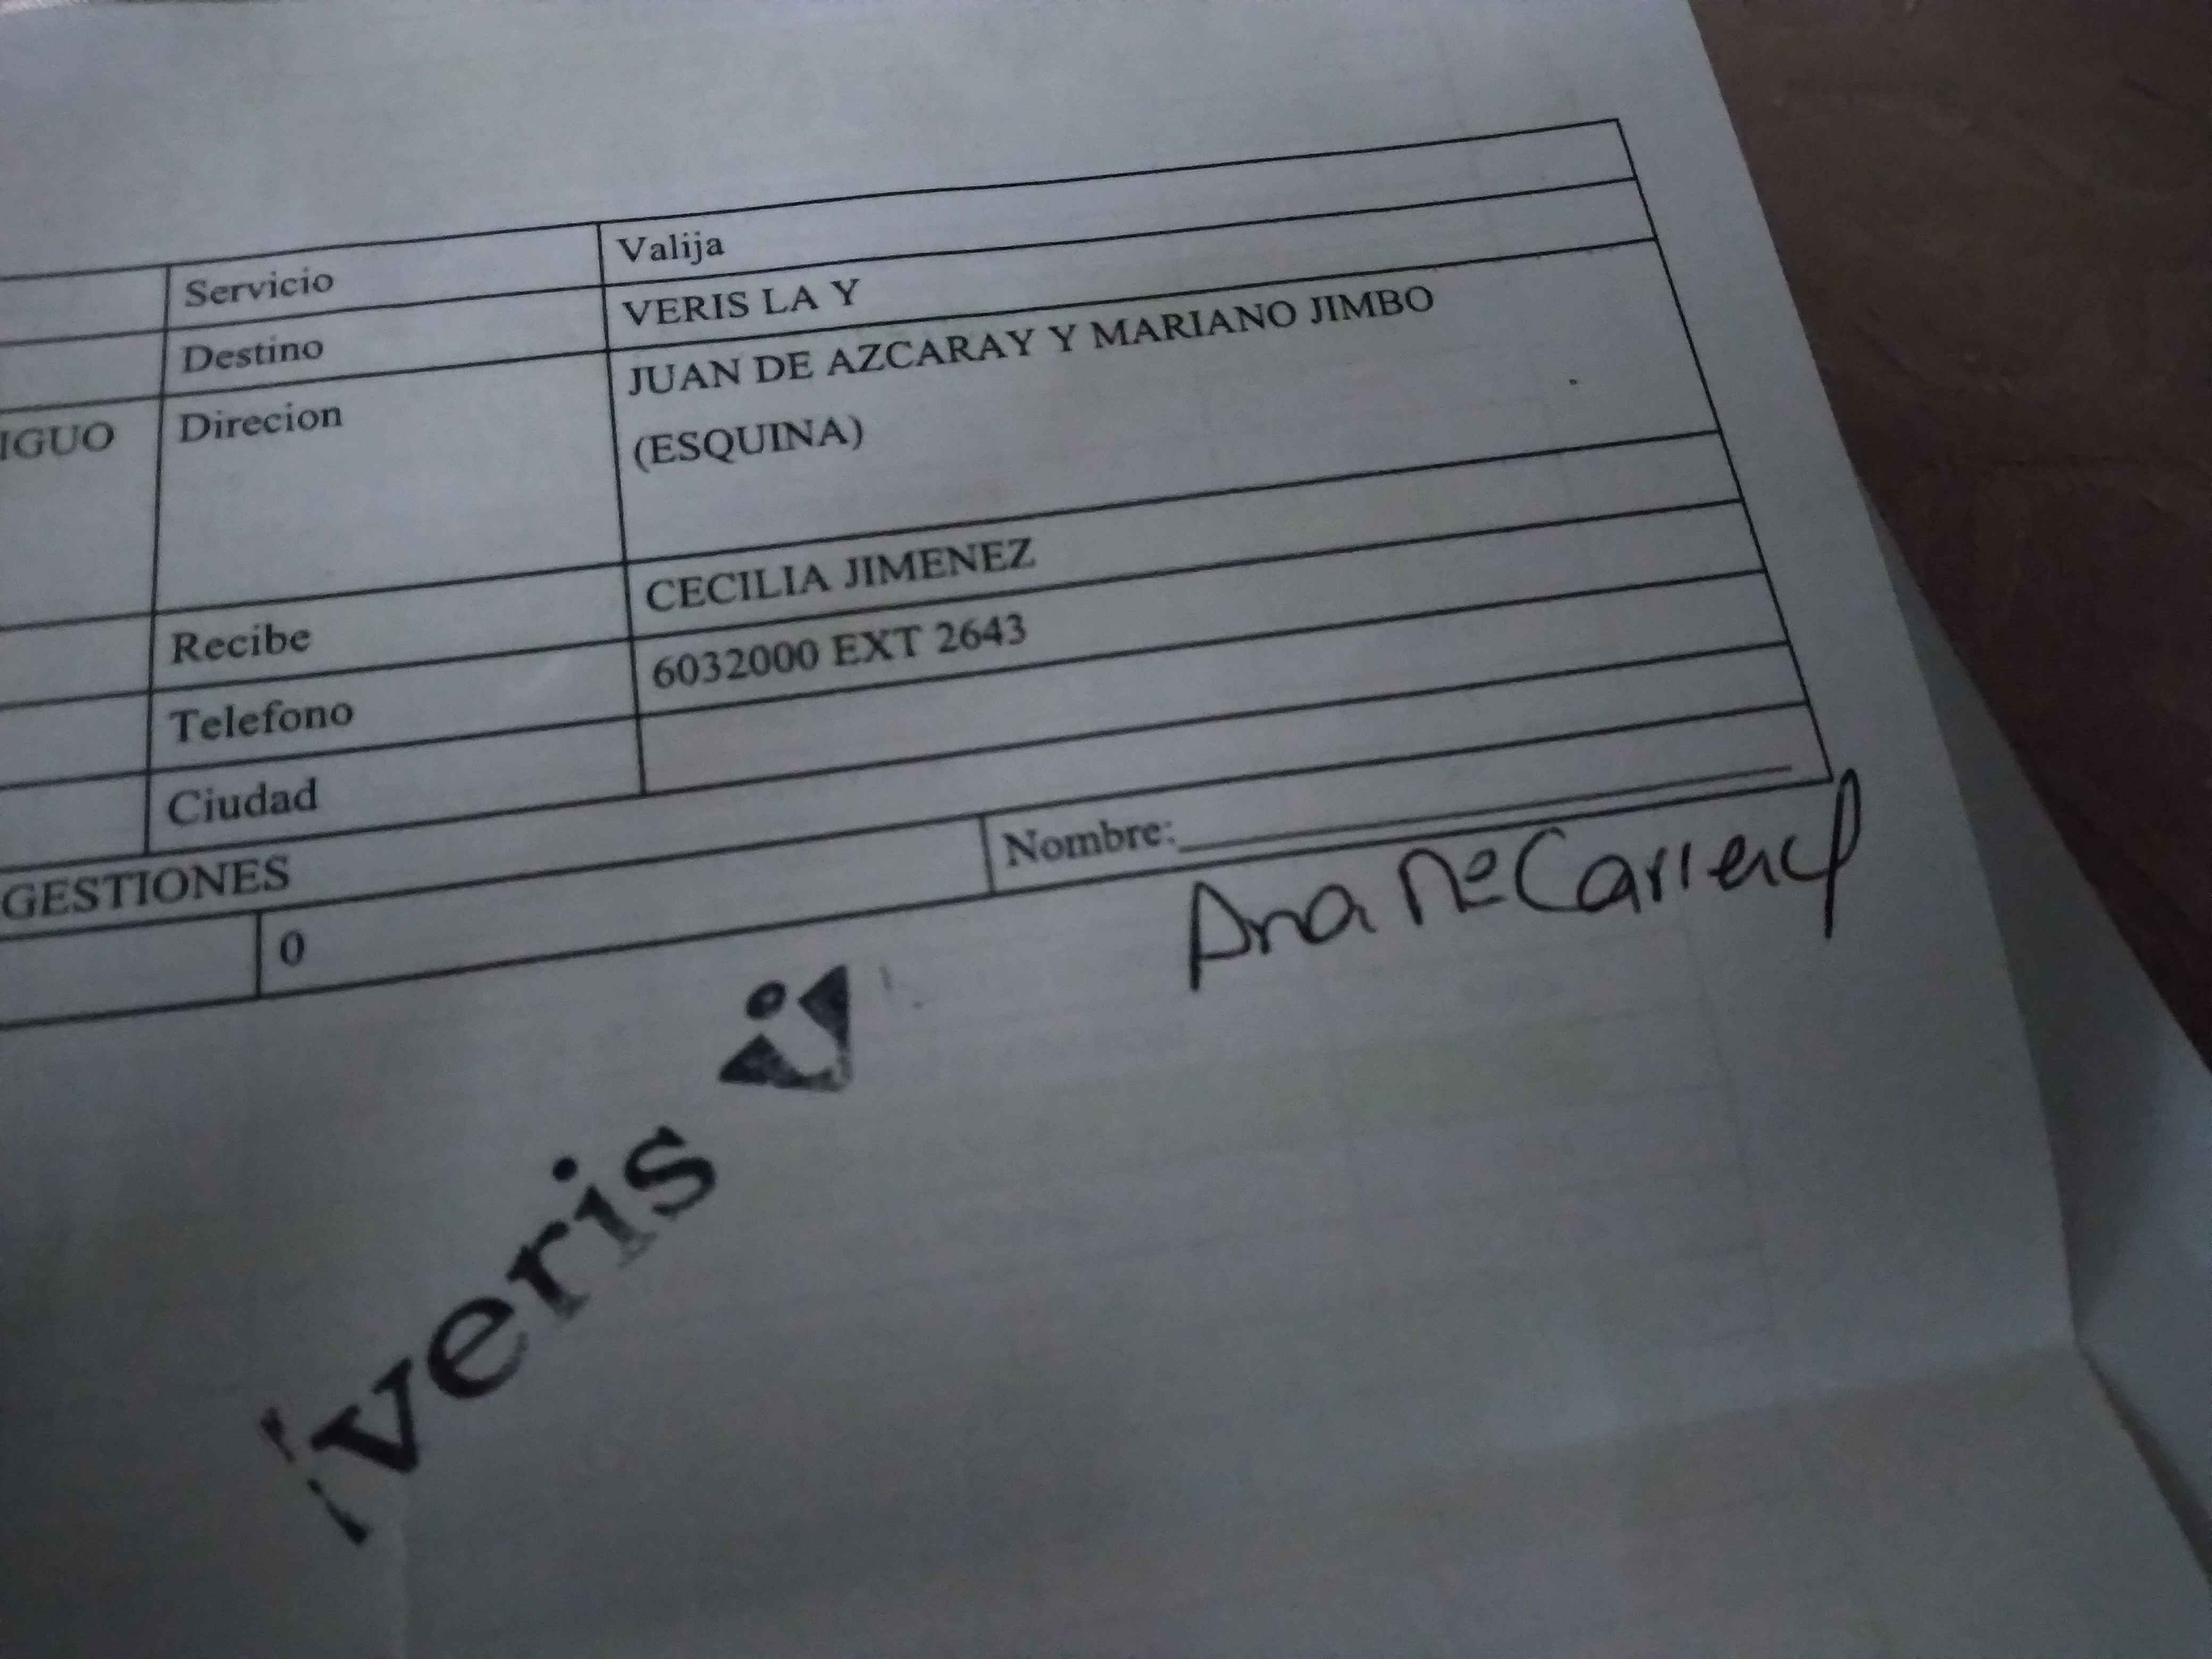 Servicio Valija
Destino VERIS LA Y
IGUO Direcion JUAN DE AZCARAY Y MARIANO JIMBO
(ESQUINA)
Recibe CECILIA JIMENEZ
Telefono 6032000 EXT 2643
Ciudad
GESTIONES
0 Nombre:
Ana
veris